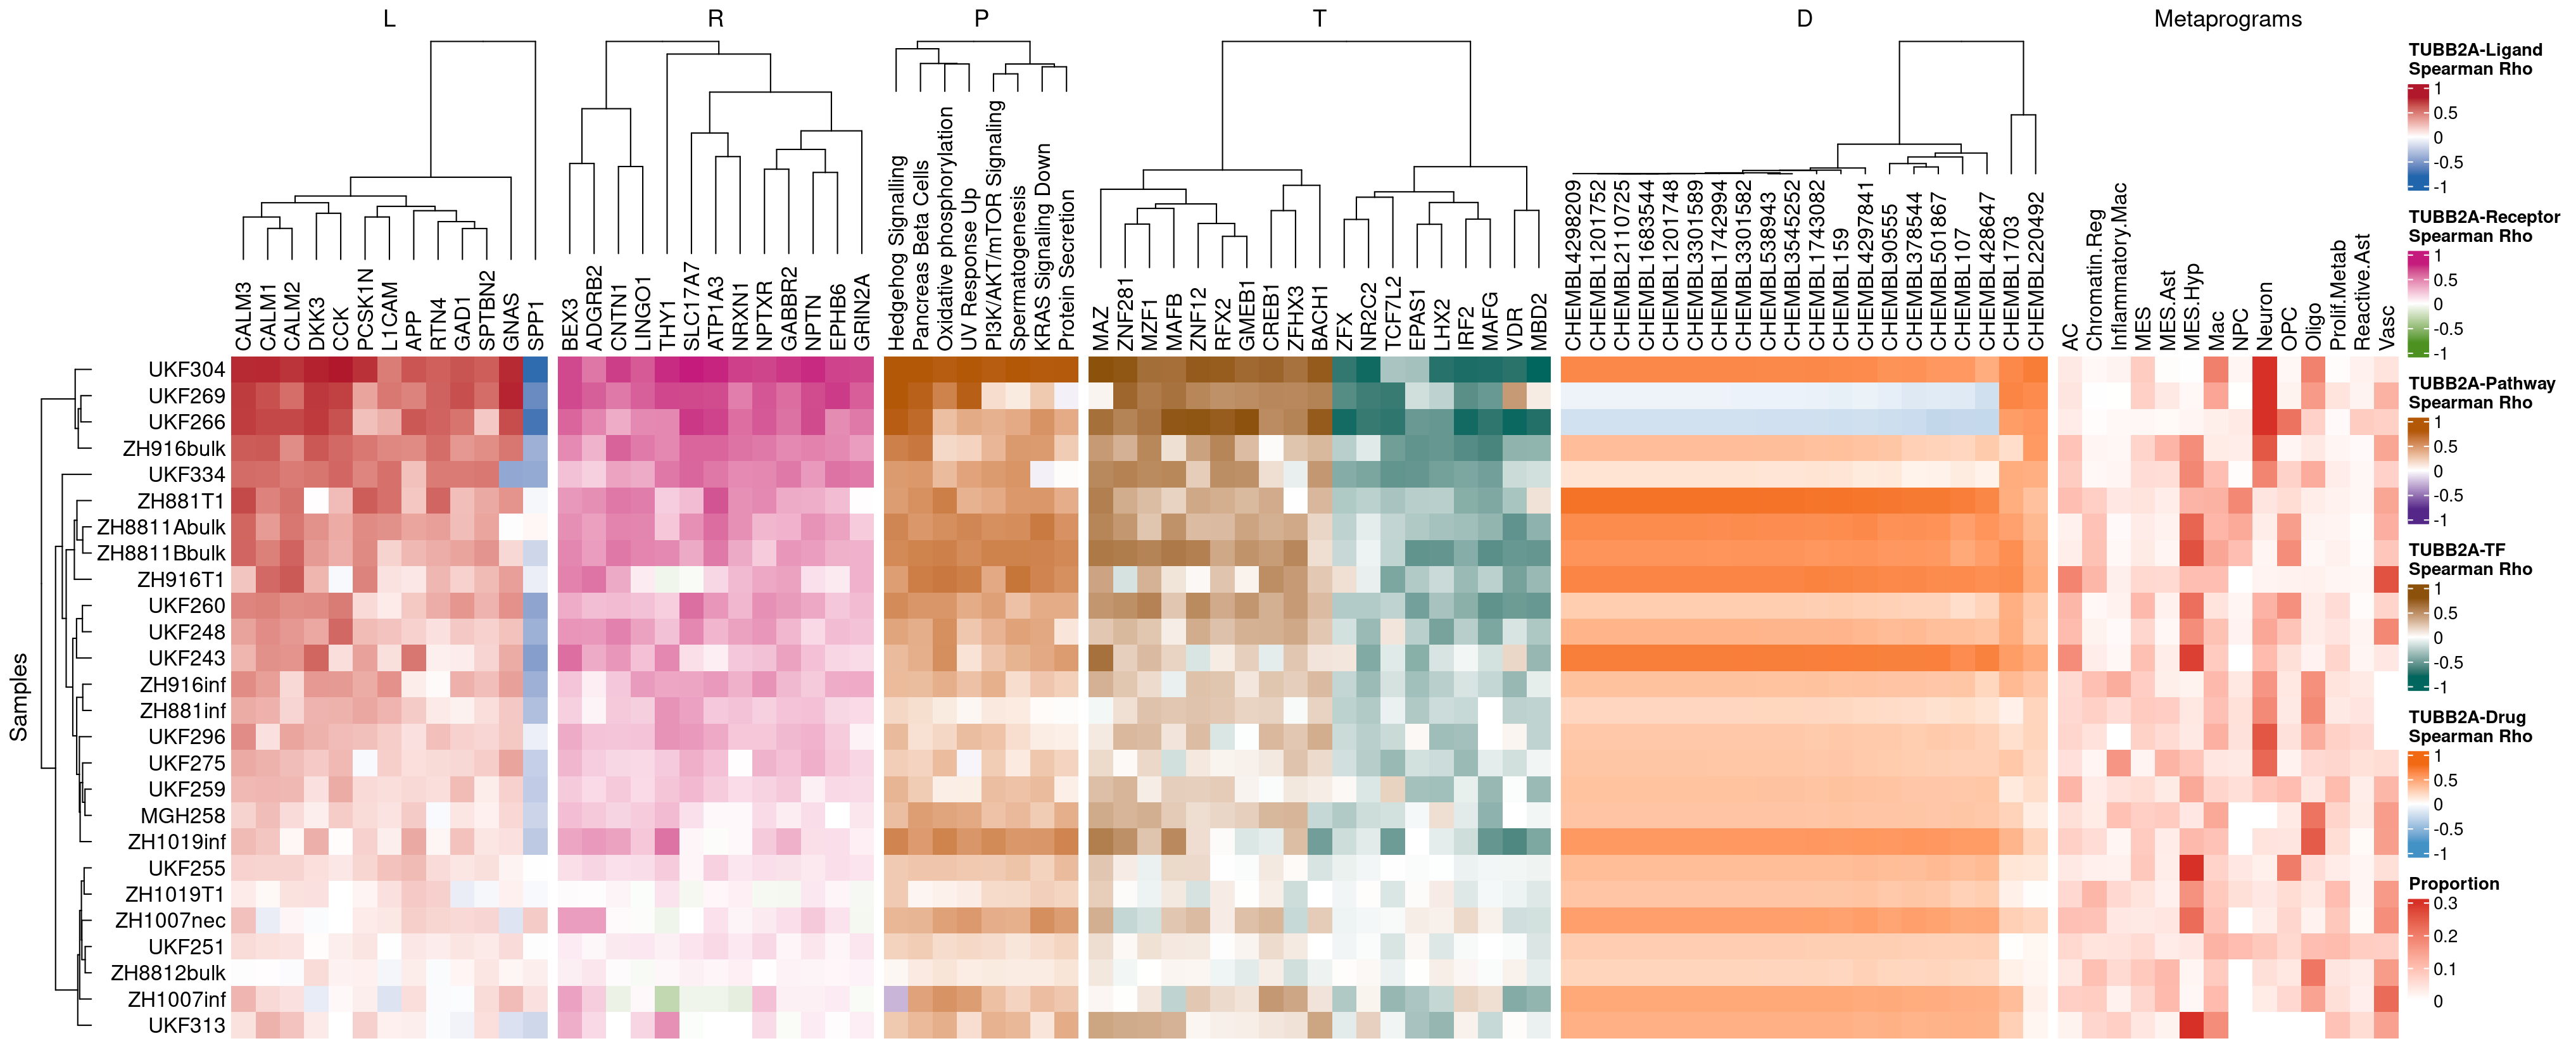 L R P T D Metaprograms
CALM3
CALM1
CALM2
DKK3
CCK
PCSK1N
L1CAM
APP
RTN4
GAD1
SPTBN2
GNAS
SPP1
BEX3
ADGRB2
CNTN1
LINGO1
THY1
SLC17A7
ATP1A3
NRXN1
NPTXR
GABBR2
NPTN
EPHB6
GRIN2A
Hedgehog Signalling
Pancreas Beta Cells
Oxidative phosphorylation
UV Response Up
PI3K/AKT/mTOR Signaling
Spermatogenesis
KRAS Signaling Down
Protein Secretion
MAZ
ZNF281
MZF1
MAFB
ZNF12
RFX2
GMEB1
CREB1
ZFHX3
BACH1
ZFX
NR2C2
TCF7L2
EPAS1
LHX2
IRF2
MAFG
VDR
MBD2
CHEMBL4298209
CHEMBL1201752
CHEMBL2110725
CHEMBL1683544
CHEMBL1201748
CHEMBL3301589
CHEMBL1742994
CHEMBL3301582
CHEMBL538943
CHEMBL3545252
CHEMBL1743082
CHEMBL159
CHEMBL4297841
CHEMBL90555
CHEMBL378544
CHEMBL501867
CHEMBL107
CHEMBL428647
CHEMBL1703
CHEMBL220492
AC
Chromatin.Reg
Inflammatory.Mac
MES
MES.Ast
MES.Hyp
Mac
NPC
Neuron
OPC
Oligo
Prolif.Metab
Reactive.Ast
Vasc
Samples
UKF304
UKF269
UKF266
ZH916bulk
UKF334
ZH881T1
ZH8811Abulk
ZH8811Bbulk
ZH916T1
UKF260
UKF248
UKF243
ZH916inf
ZH881inf
UKF296
UKF275
UKF259
MGH258
ZH1019inf
UKF255
ZH1019T1
ZH1007nec
UKF251
ZH8812bulk
ZH1007inf
UKF313
TUBB2A-Ligand
Spearman Rho
1
0.5
0
-0.5
-1
TUBB2A-Receptor
Spearman Rho
1
0.5
0
-0.5
-1
TUBB2A-Pathway
Spearman Rho
1
0.5
0
-0.5
-1
TUBB2A-TF
Spearman Rho
1
0.5
0
-0.5
-1
TUBB2A-Drug
Spearman Rho
1
0.5
0
-0.5
-1
Proportion
0.3
0.2
0.1
0